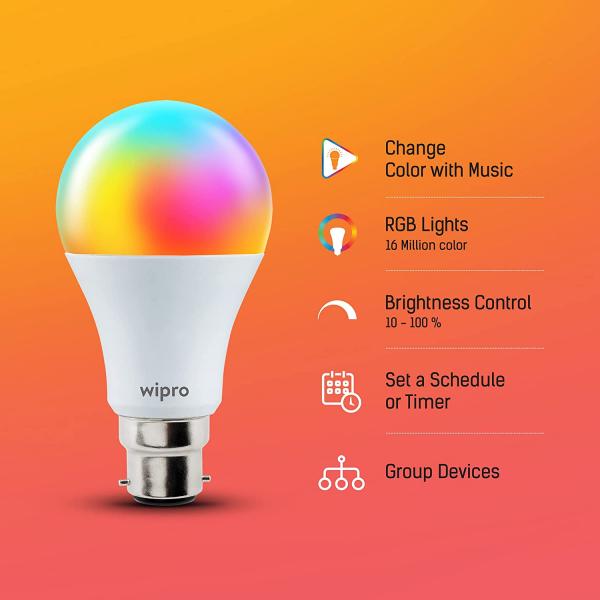 Change
Color with Music
RGB Lights
16 Million color
Brightness Control
10 - 100 %
Set a Schedule
or Timer
Group Devices
wipro